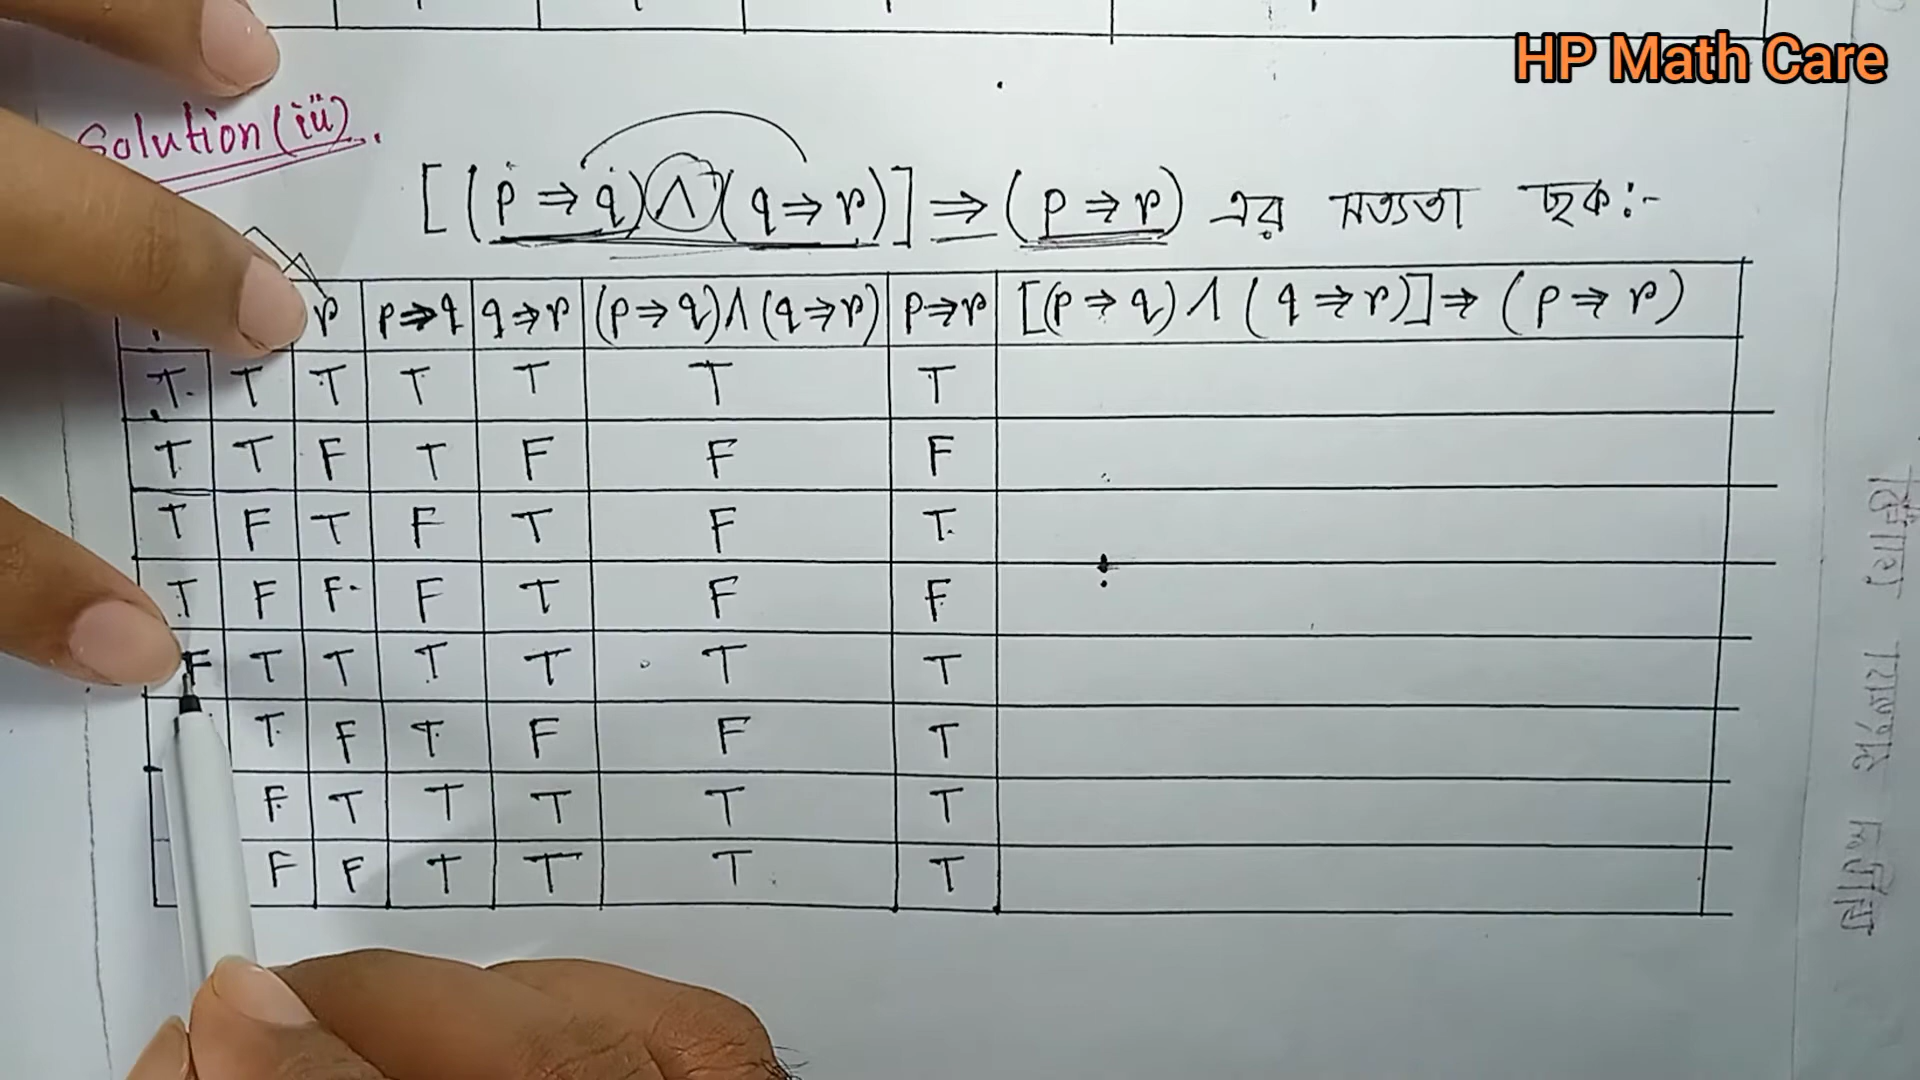 HP Math Care
Solution (iii).
[(p ⇒ q) ∧ (q ⇒ r)] ⇒ (p ⇒ r) এর সত্যতা ছক:-
r p⇒q q⇒r (p⇒q)∧(q⇒r) p⇒r [(p⇒q)∧(q⇒r)]⇒(p⇒r)
T T T T T T T
T T F T F F F
T F T F T F T
T F F F T F F
F T T T T T T
T F T F F T
F T T T T T
F F T T T T